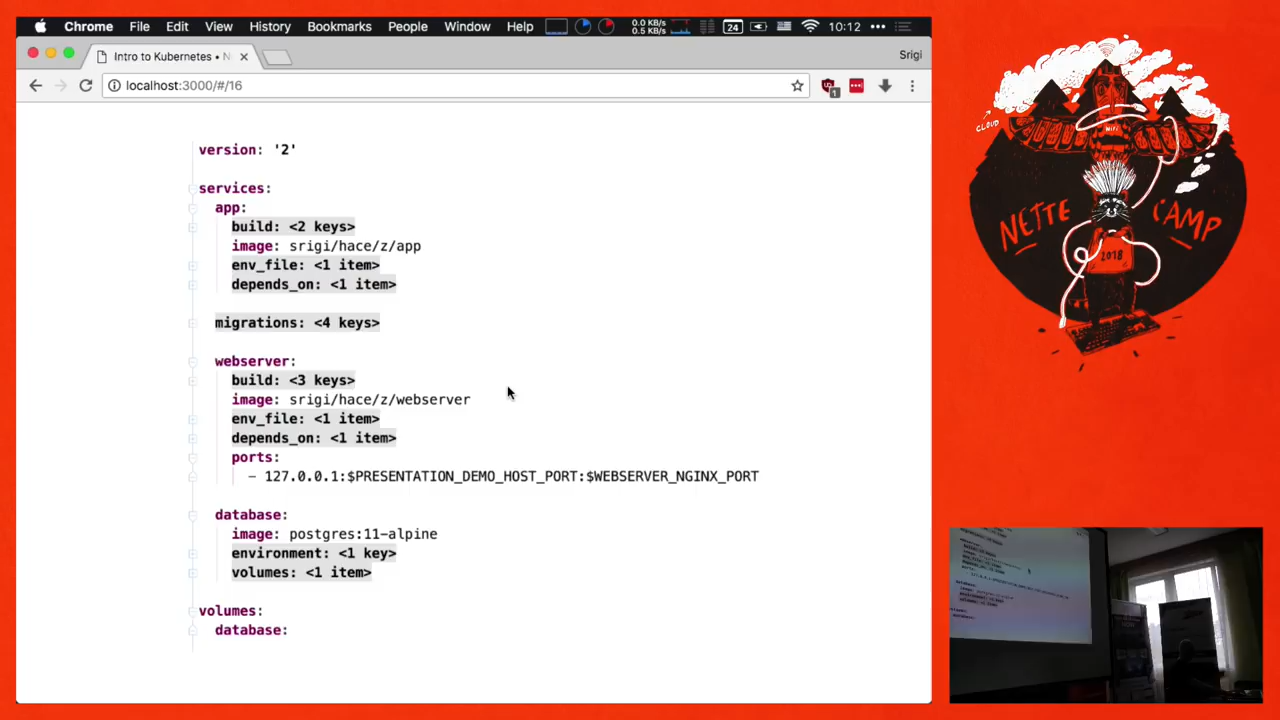 Chrome File Edit View History Bookmarks People Window Help 0.0 KB/s 0.5 KB/s 24 10:12
Intro to Kubernetes • N
Srigi
localhost:3000/#/16
1
version: '2'
services:
app:
build: <2 keys>
image: srigi/hace/z/app
env_file: <1 item>
depends_on: <1 item>
migrations: <4 keys>
webserver:
build: <3 keys>
image: srigi/hace/z/webserver
env_file: <1 item>
depends_on: <1 item>
ports:
- 127.0.0.1:$PRESENTATION_DEMO_HOST_PORT:$WEBSERVER_NGINX_PORT
database:
image: postgres:11-alpine
environment: <1 key>
volumes: <1 item>
volumes:
database:
CLOUD
WiFi
NETTE CAMP
2018